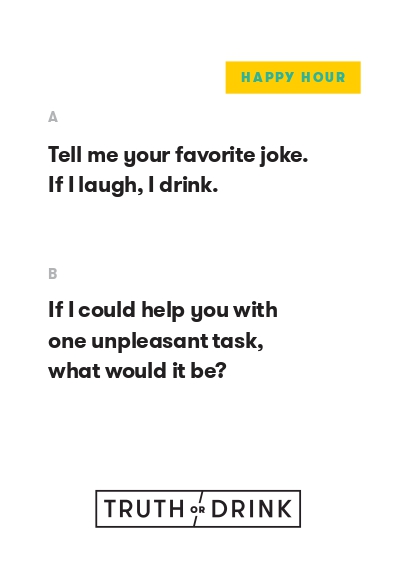 HAPPY HOUR
A
Tell me your favorite joke.
If I laugh, I drink.
B
If I could help you with
one unpleasant task,
what would it be?
TRUTH OR DRINK